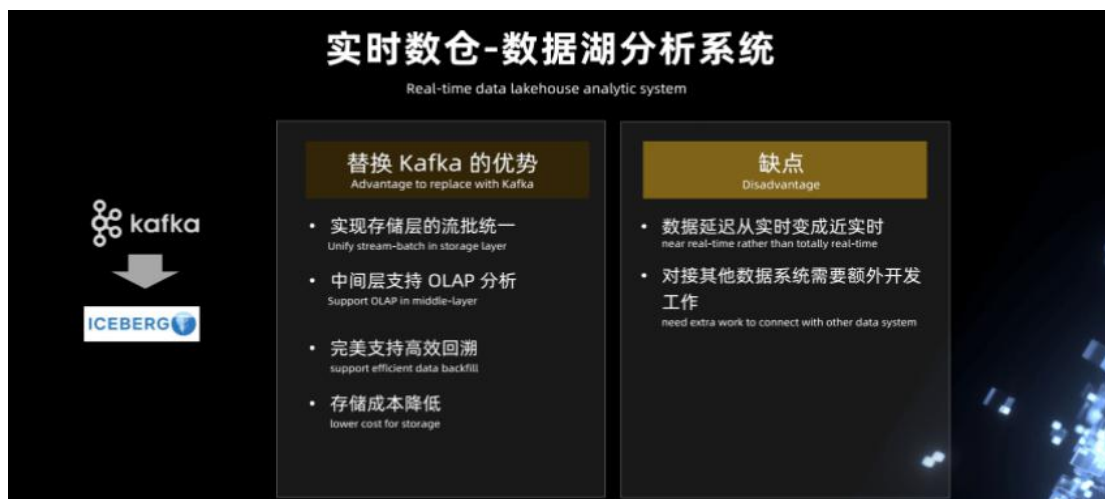 实时数仓-数据湖分析系统
Real-time data lakehouse analytic system
kafka
ICEBERG
替换 Kafka 的优势
Advantage to replace with Kafka
• 实现存储层的流批统一
Unify stream-batch in storage layer
• 中间层支持 OLAP 分析
Support OLAP in middle-layer
• 完美支持高效回溯
support efficient data backfill
• 存储成本降低
lower cost for storage
缺点
Disadvantage
• 数据延迟从实时变成近实时
near real-time rather than totally real-time
• 对接其他数据系统需要额外开发
工作
need extra work to connect with other data system